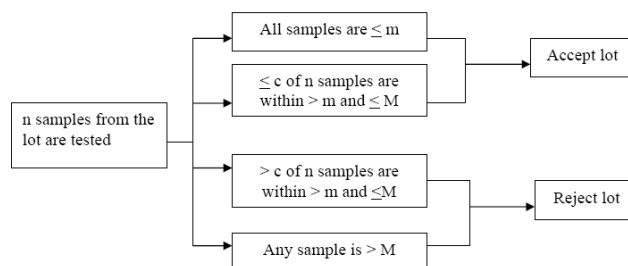 n samples from the
lot are tested
All samples are ≤ m
≤ c of n samples are
within > m and ≤ M
> c of n samples are
within > m and ≤M
Any sample is > M
Accept lot
Reject lot